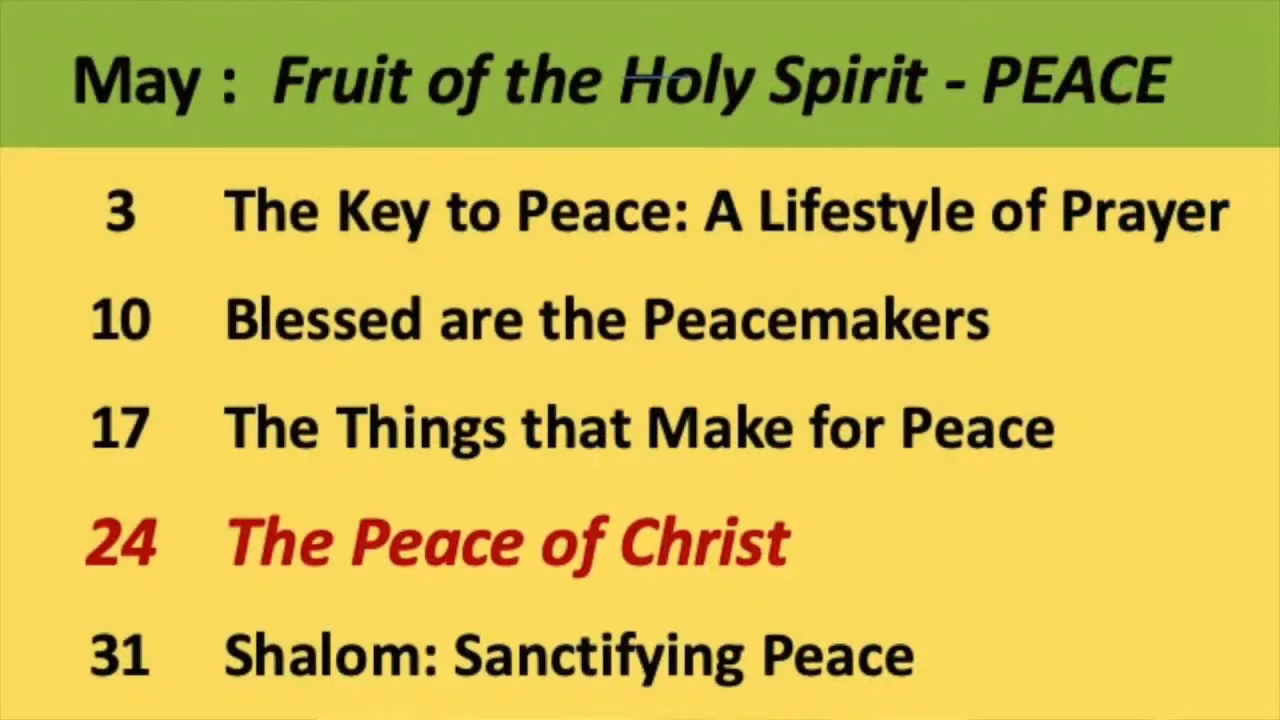 May : Fruit of the Holy Spirit - PEACE
3 The Key to Peace: A Lifestyle of Prayer
10 Blessed are the Peacemakers
17 The Things that Make for Peace
24 The Peace of Christ
31 Shalom: Sanctifying Peace